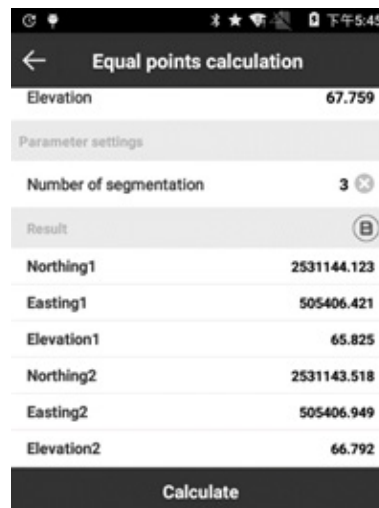 下午5:45
Equal points calculation
Elevation 67.759
Parameter settings
Number of segmentation 3
Result B
Northing1 2531144.123
Easting1 505406.421
Elevation1 65.825
Northing2 2531143.518
Easting2 505406.949
Elevation2 66.792
Calculate